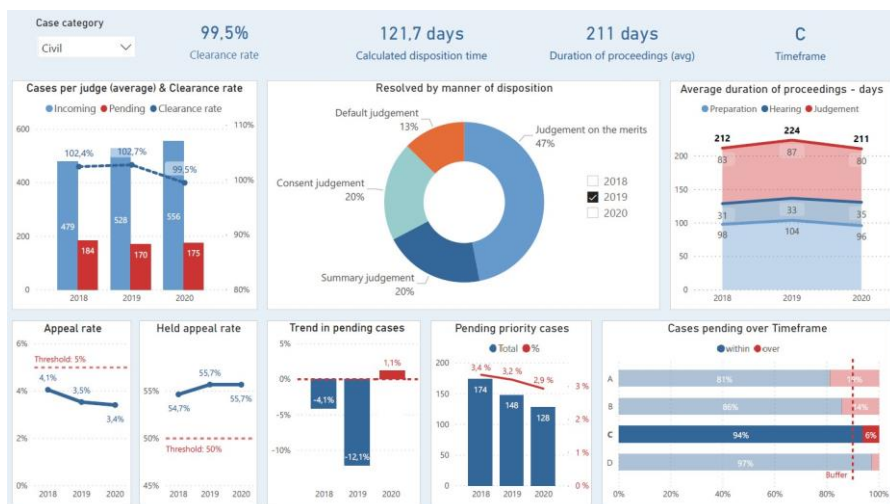 Case category
Civil
99,5%
Clearance rate
121,7 days
Calculated disposition time
211 days
Duration of proceedings (avg)
C
Timeframe
Cases per judge (average) & Clearance rate
Incoming Pending Clearance rate
600
400
200
0
110%
100%
90%
80%
102,4%
102,7%
99,5%
479
528
556
184
170
175
2018 2019 2020
Resolved by manner of disposition
Default judgement
13%
Judgement on the merits
47%
Consent judgement
20%
Summary judgement
20%
2018
2019
2020
Average duration of proceedings - days
Preparation Hearing Judgement
200
150
100
50
0
212
224
211
83
87
80
31
33
35
98
104
96
2018 2019 2020
Appeal rate
6%
4%
2%
0%
Threshold: 5%
4,1%
3,5%
3,4%
2018 2019 2020
Held appeal rate
55%
50%
45%
55,7%
54,7%
55,7%
Threshold: 50%
2018 2019 2020
Trend in pending cases
5%
0%
-5%
-10%
-4,1%
-12,1%
1,1%
2018 2019 2020
Pending priority cases
Total %
200
150
100
50
0
3,4 %
3,2 %
2,9 %
174
148
128
3 %
2 %
1 %
0 %
2018 2019 2020
Cases pending over Timeframe
within over
A 81%
B 86% 14%
C 94% 6%
D 97%
Buffer
0% 20% 40% 60% 80% 100%